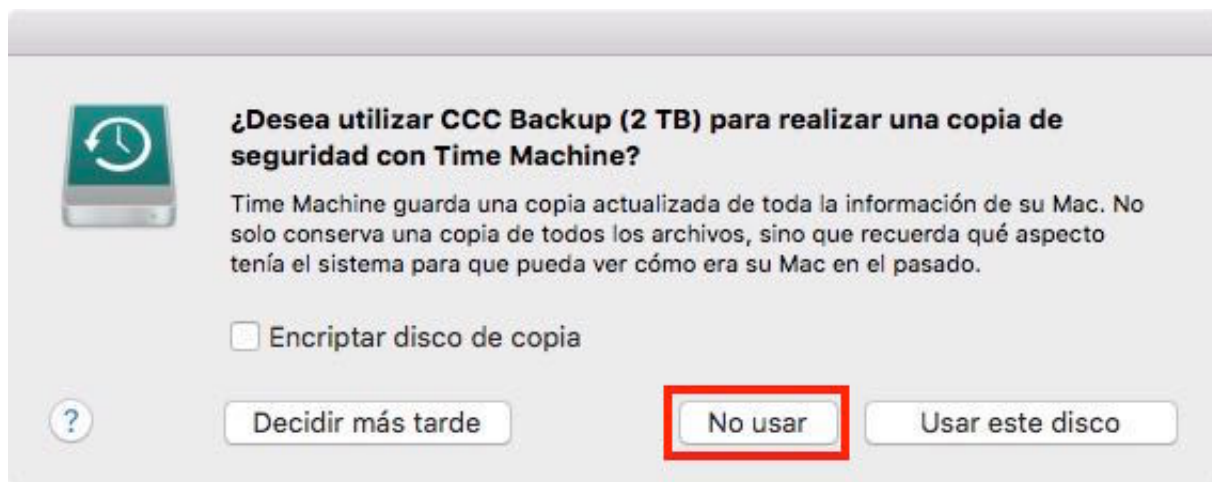 ¿Desea utilizar CCC Backup (2 TB) para realizar una copia de
seguridad con Time Machine?
Time Machine guarda una copia actualizada de toda la información de su Mac. No
solo conserva una copia de todos los archivos, sino que recuerda qué aspecto
tenía el sistema para que pueda ver cómo era su Mac en el pasado.
Encriptar disco de copia
? Decidir más tarde No usar Usar este disco